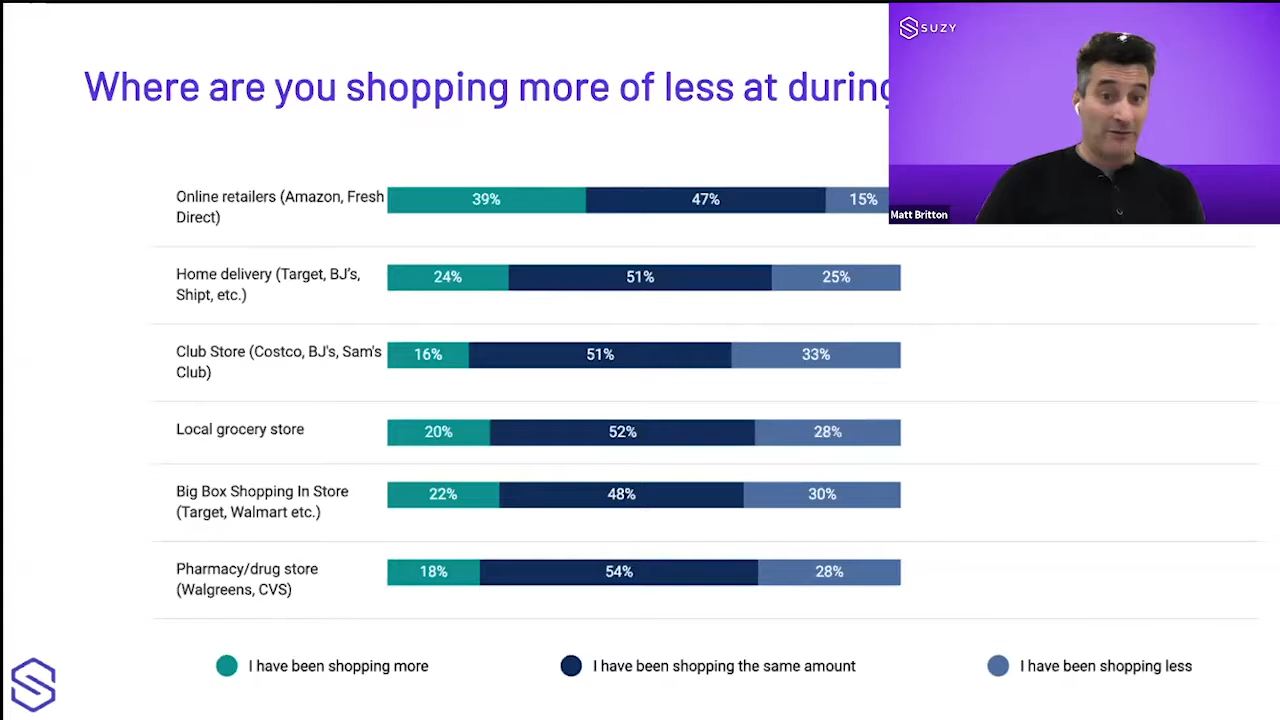 Where are you shopping more of less at during
SUZY
Matt Britton
Online retailers (Amazon, Fresh
Direct)
39% 47% 15%
Home delivery (Target, BJ's,
Shipt, etc.)
24% 51% 25%
Club Store (Costco, BJ's, Sam's
Club)
16% 51% 33%
Local grocery store
20% 52% 28%
Big Box Shopping In Store
(Target, Walmart etc.)
22% 48% 30%
Pharmacy/drug store
(Walgreens, CVS)
18% 54% 28%
I have been shopping more
I have been shopping the same amount
I have been shopping less